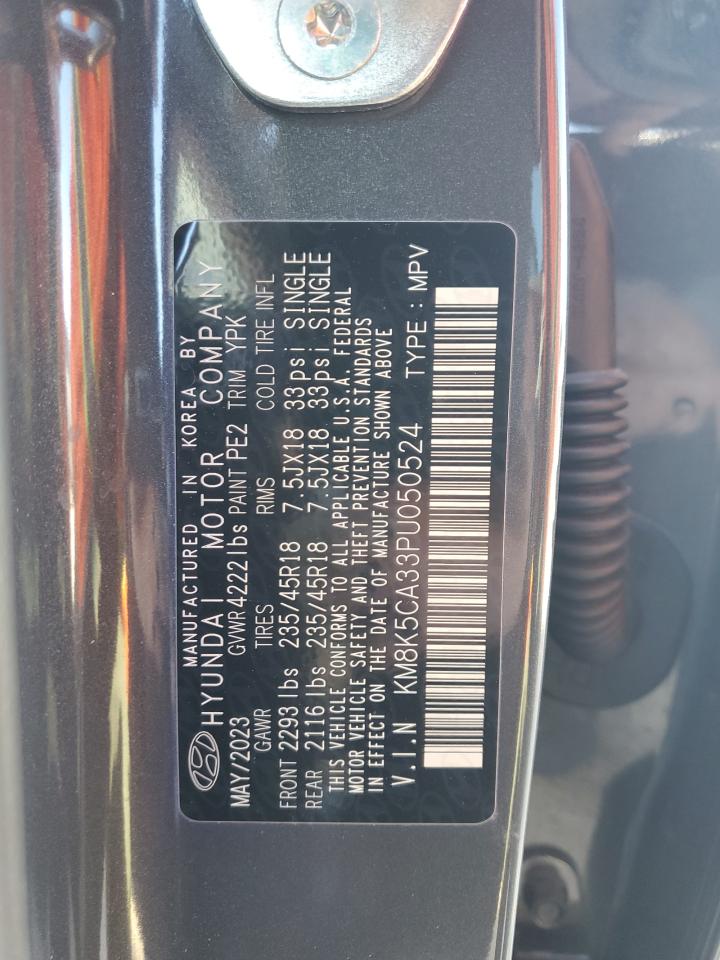 MANUFACTURED IN KOREA BY
HYUNDAI MOTOR COMPANY
MAY/2023 GVWR 4222 lbs PAINT PE2 TRIM YPK
GAWR TIRES RIMS COLD TIRE INFL
FRONT 2293 lbs 235/45R18 7.5JX18 33psi SINGLE
REAR 2116 lbs 235/45R18 7.5JX18 33psi SINGLE
THIS VEHICLE CONFORMS TO ALL APPLICABLE U.S.A. FEDERAL
MOTOR VEHICLE SAFETY AND THEFT PREVENTION STANDARDS
IN EFFECT ON THE DATE OF MANUFACTURE SHOWN ABOVE
V.I.N KM8K5CA33PU050524 TYPE : MPV